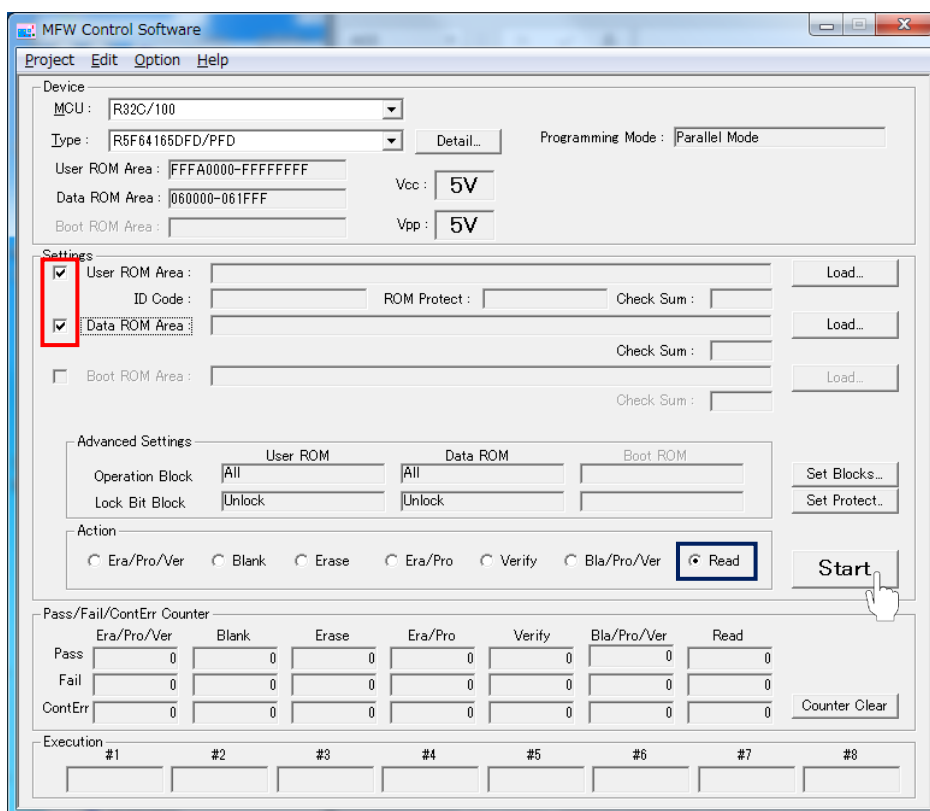 MFW Control Software
Project Edit Option Help
Device
MCU : R32C/100
Type : R5F64165DFD/PFD Detail... Programming Mode : Parallel Mode
User ROM Area : FFFA0000-FFFFFFFF
Vcc : 5V
Data ROM Area : 060000-061FFF
Boot ROM Area : Vpp : 5V
Settings
User ROM Area : Load...
ID Code : ROM Protect : Check Sum :
Data ROM Area : Load...
Check Sum :
Boot ROM Area : Load...
Check Sum :
Advanced Settings
User ROM Data ROM Boot ROM
Operation Block All All Set Blocks...
Lock Bit Block Unlock Unlock Set Protect..
Action
Era/Pro/Ver Blank Erase Era/Pro Verify Bla/Pro/Ver Read Start
Pass/Fail/ContErr Counter
Era/Pro/Ver Blank Erase Era/Pro Verify Bla/Pro/Ver Read
Pass 0 0 0 0 0 0 0
Fail 0 0 0 0 0 0 0
ContErr 0 0 0 0 0 0 0 Counter Clear
Execution
#1 #2 #3 #4 #5 #6 #7 #8